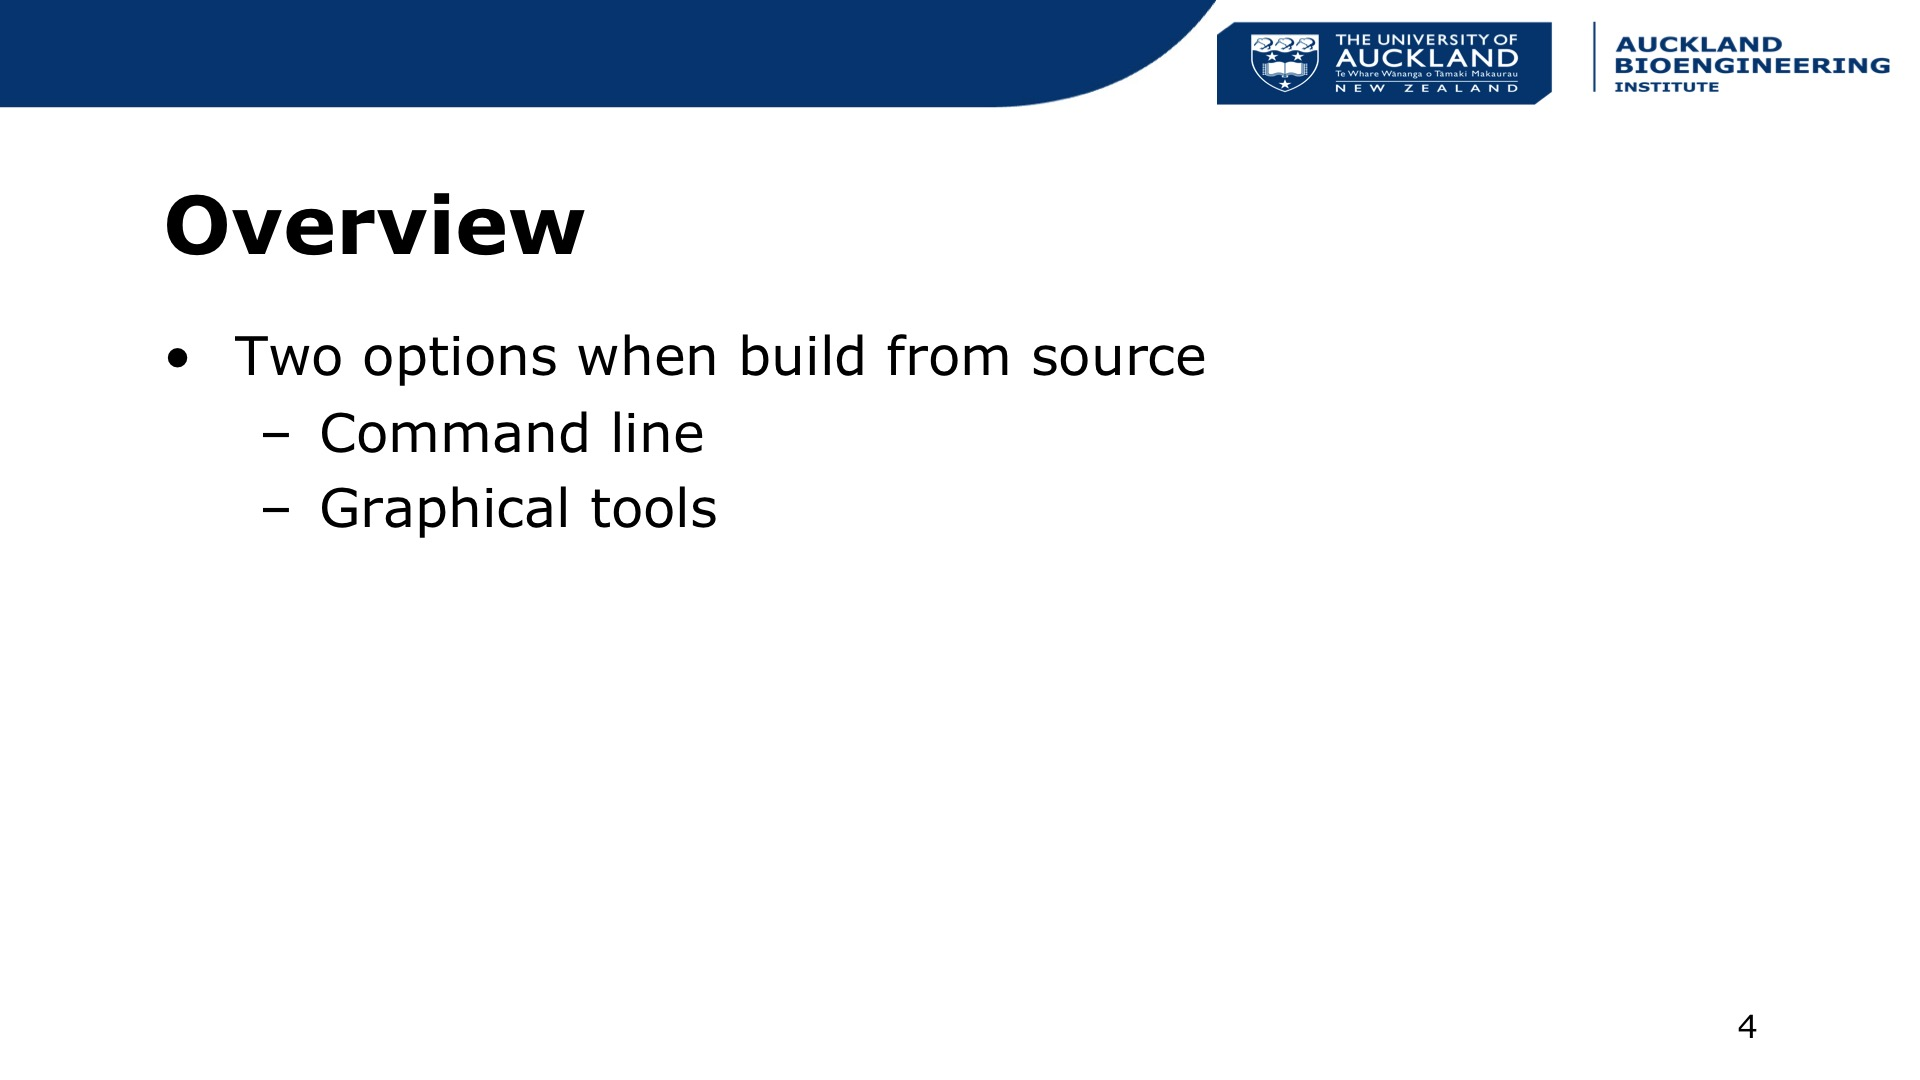 THE UNIVERSITY OF
AUCKLAND
Te Whare Wānanga o Tāmaki Makaurau
NEW ZEALAND
AUCKLAND
BIOENGINEERING
INSTITUTE
Overview
• Two options when build from source
– Command line
– Graphical tools
4